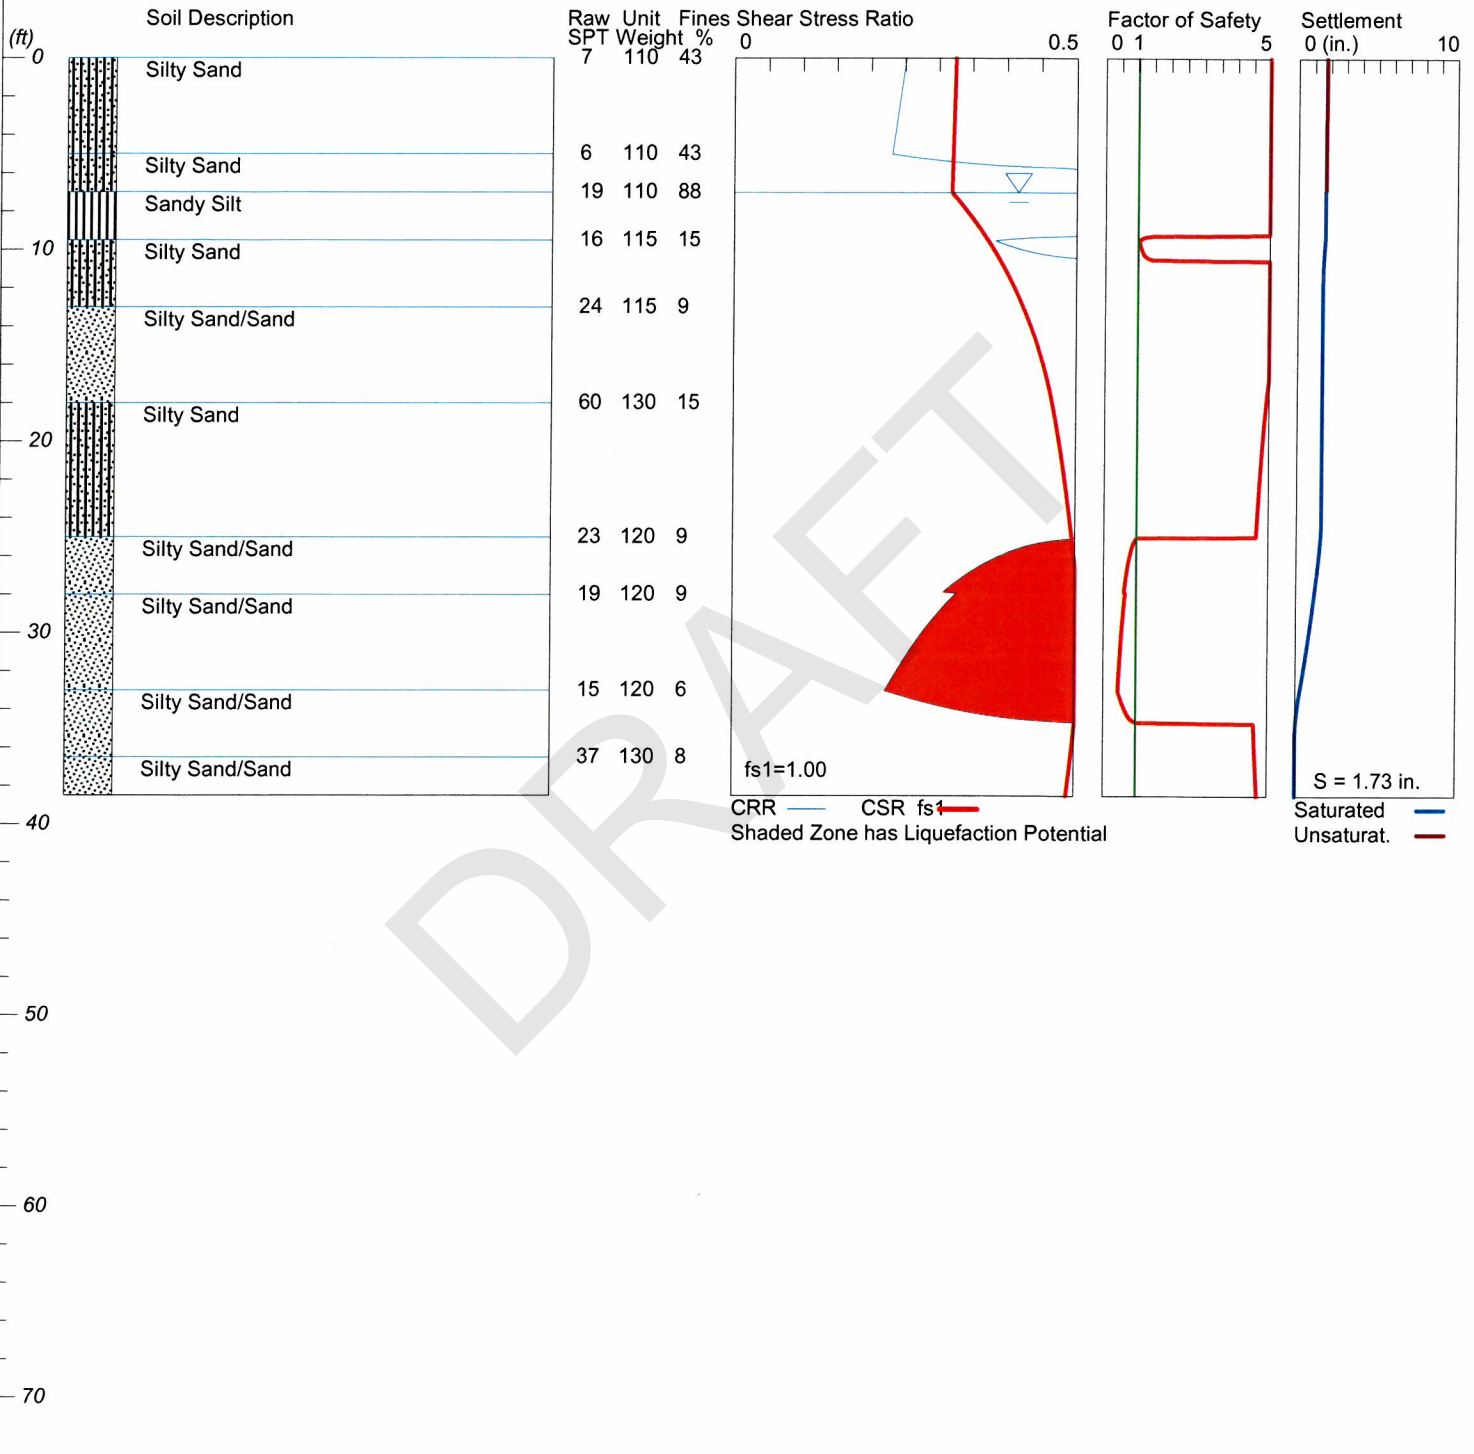 Soil Description Raw Unit Fines Shear Stress Ratio Factor of Safety Settlement
(ft) SPT Weight % 0 0.5 0 1 5 0 (in.) 10
0 Silty Sand 7 110 43
Silty Sand 6 110 43
Sandy Silt 19 110 88
10 Silty Sand 16 115 15
Silty Sand/Sand 24 115 9
Silty Sand 60 130 15
20
Silty Sand/Sand 23 120 9
Silty Sand/Sand 19 120 9
30
Silty Sand/Sand 15 120 6
Silty Sand/Sand 37 130 8
fs1=1.00 S = 1.73 in.
CRR CSR fs1 Saturated
Shaded Zone has Liquefaction Potential Unsaturat.
40
50
60
70
DRAFT